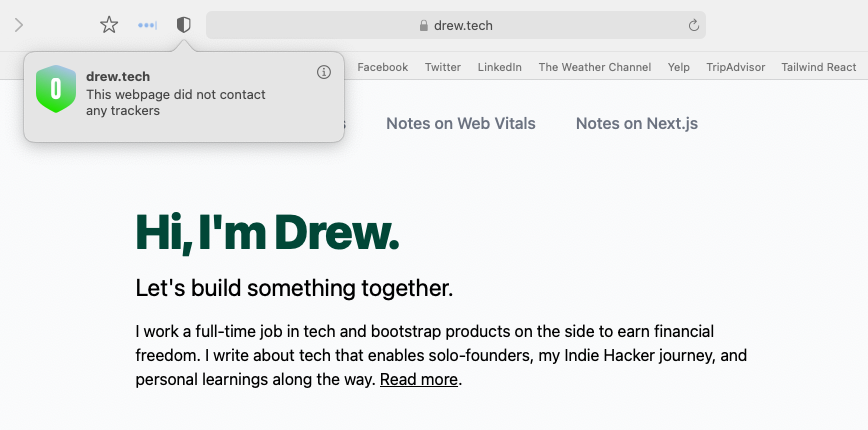 drew.tech
Facebook Twitter LinkedIn The Weather Channel Yelp TripAdvisor Tailwind React
0
drew.tech
This webpage did not contact
any trackers
Notes on Web Vitals Notes on Next.js
Hi, I'm Drew.
Let's build something together.
I work a full-time job in tech and bootstrap products on the side to earn financial
freedom. I write about tech that enables solo-founders, my Indie Hacker journey, and
personal learnings along the way. Read more.